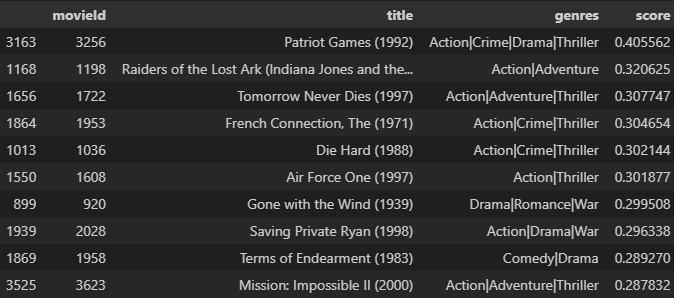 movieId title genres score
3163 3256 Patriot Games (1992) Action|Crime|Drama|Thriller 0.405562
1168 1198 Raiders of the Lost Ark (Indiana Jones and the... Action|Adventure 0.320625
1656 1722 Tomorrow Never Dies (1997) Action|Adventure|Thriller 0.307747
1864 1953 French Connection, The (1971) Action|Crime|Thriller 0.304654
1013 1036 Die Hard (1988) Action|Crime|Thriller 0.302144
1550 1608 Air Force One (1997) Action|Thriller 0.301877
899 920 Gone with the Wind (1939) Drama|Romance|War 0.299508
1939 2028 Saving Private Ryan (1998) Action|Drama|War 0.296338
1869 1958 Terms of Endearment (1983) Comedy|Drama 0.289270
3525 3623 Mission: Impossible II (2000) Action|Adventure|Thriller 0.287832